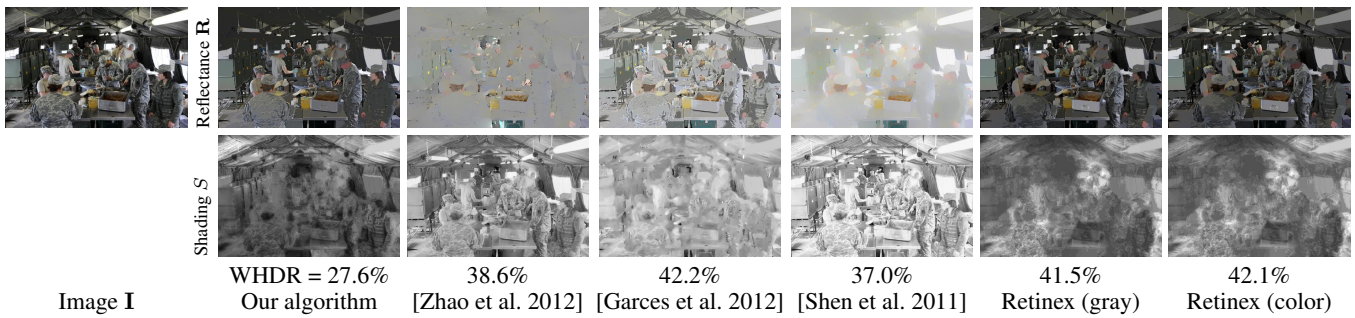 Reflectance R
Shading S
WHDR = 27.6% 38.6% 42.2% 37.0% 41.5% 42.1%
Image I Our algorithm [Zhao et al. 2012] [Garces et al. 2012] [Shen et al. 2011] Retinex (gray) Retinex (color)